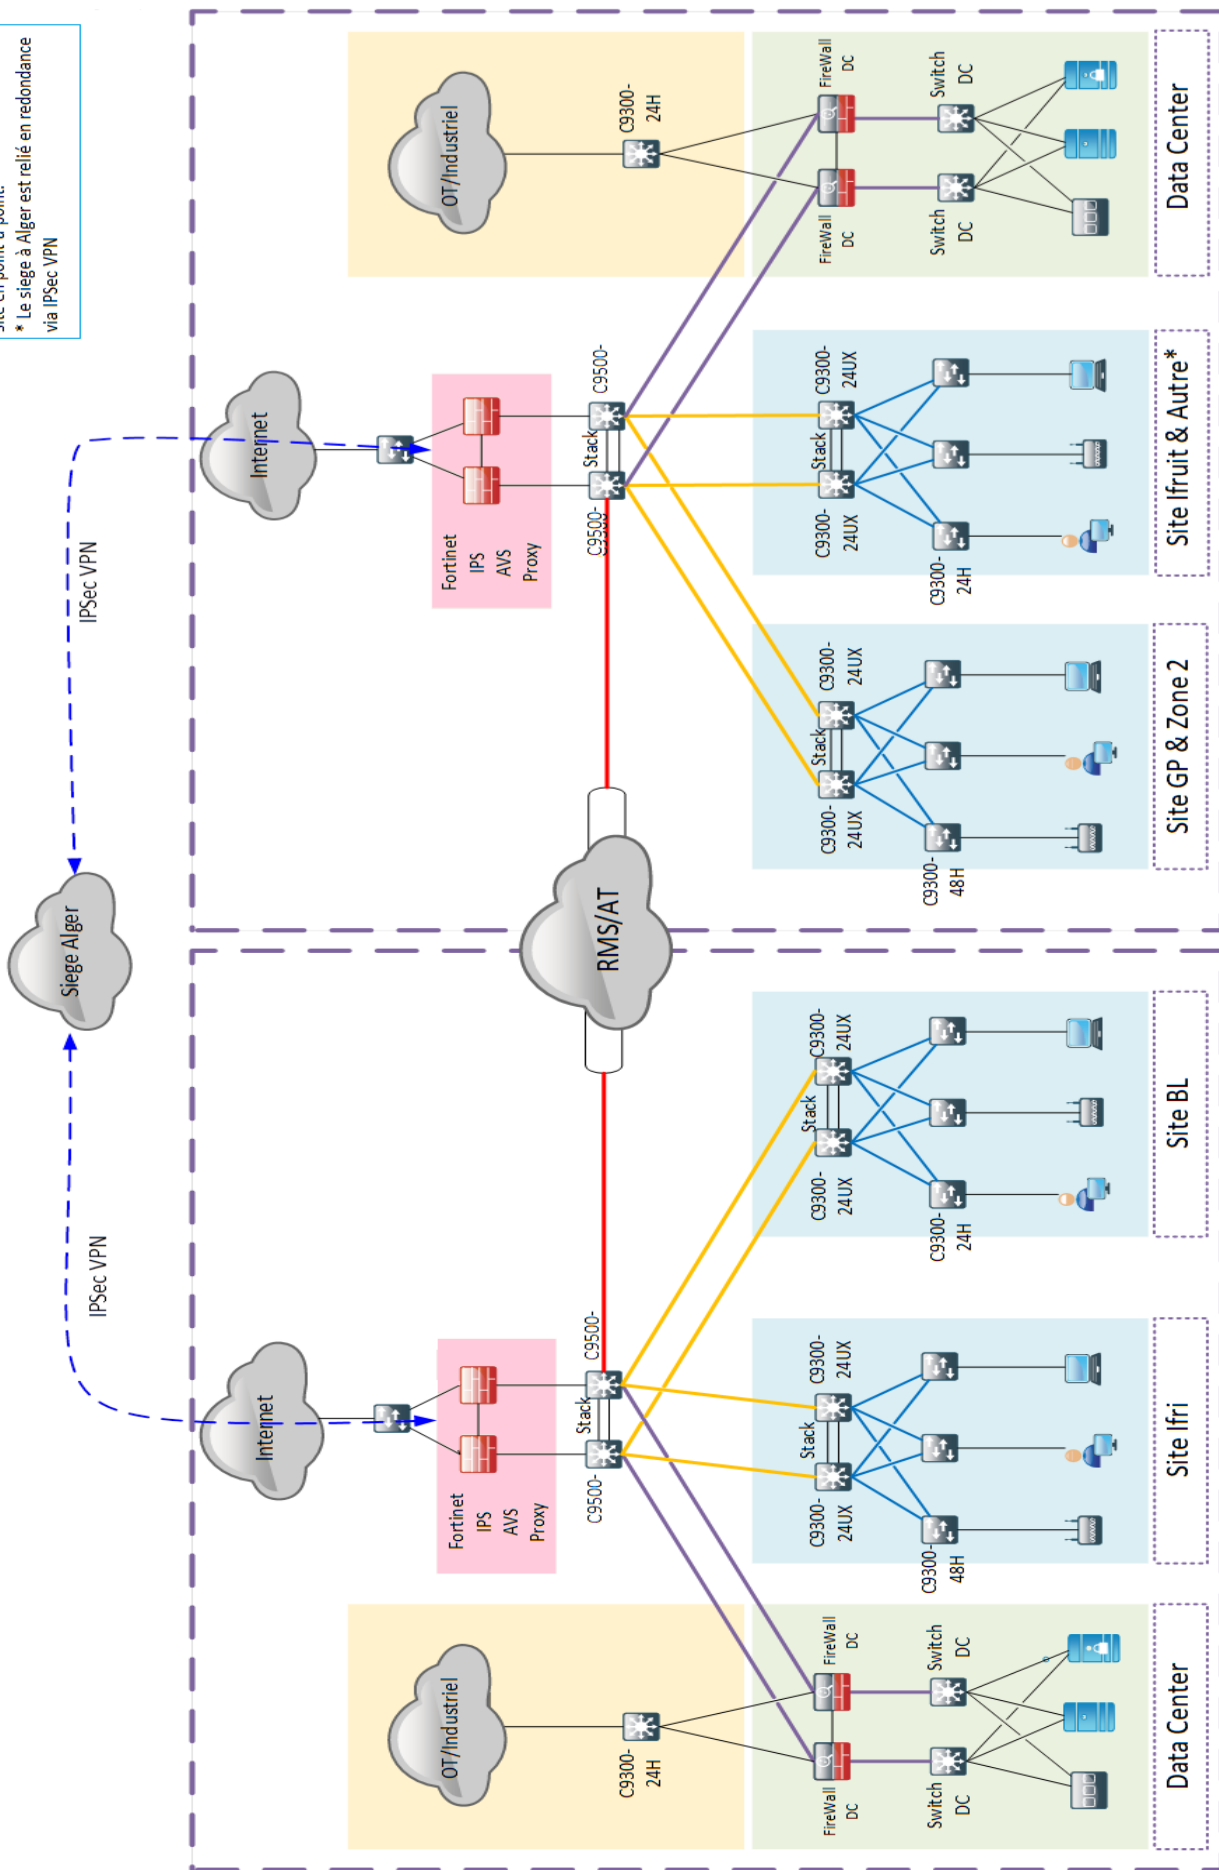 site en point à point.
* Le siege à Alger est relié en redondance
via IPSec VPN
Siege Alger
IPSec VPN
IPSec VPN
Internet
Fortinet
IPS
AVS
Proxy
C9500-
Stack
C9500-
OT/Industriel
C9300-
24H
FireWall
DC
FireWall
DC
Switch
DC
Switch
DC
Data Center
C9300-
24UX
Stack
C9300-
24UX
C9300-
48H
Site Ifri
C9300-
24UX
Stack
C9300-
24UX
C9300-
24H
Site BL
RMS/AT
Internet
Fortinet
IPS
AVS
Proxy
C9500-
Stack
C9500-
C9300-
24UX
Stack
C9300-
24UX
C9300-
48H
Site GP & Zone 2
C9300-
24UX
Stack
C9300-
24UX
C9300-
24H
Site Ifruit & Autre*
OT/Industriel
C9300-
24H
FireWall
DC
FireWall
DC
Switch
DC
Switch
DC
Data Center